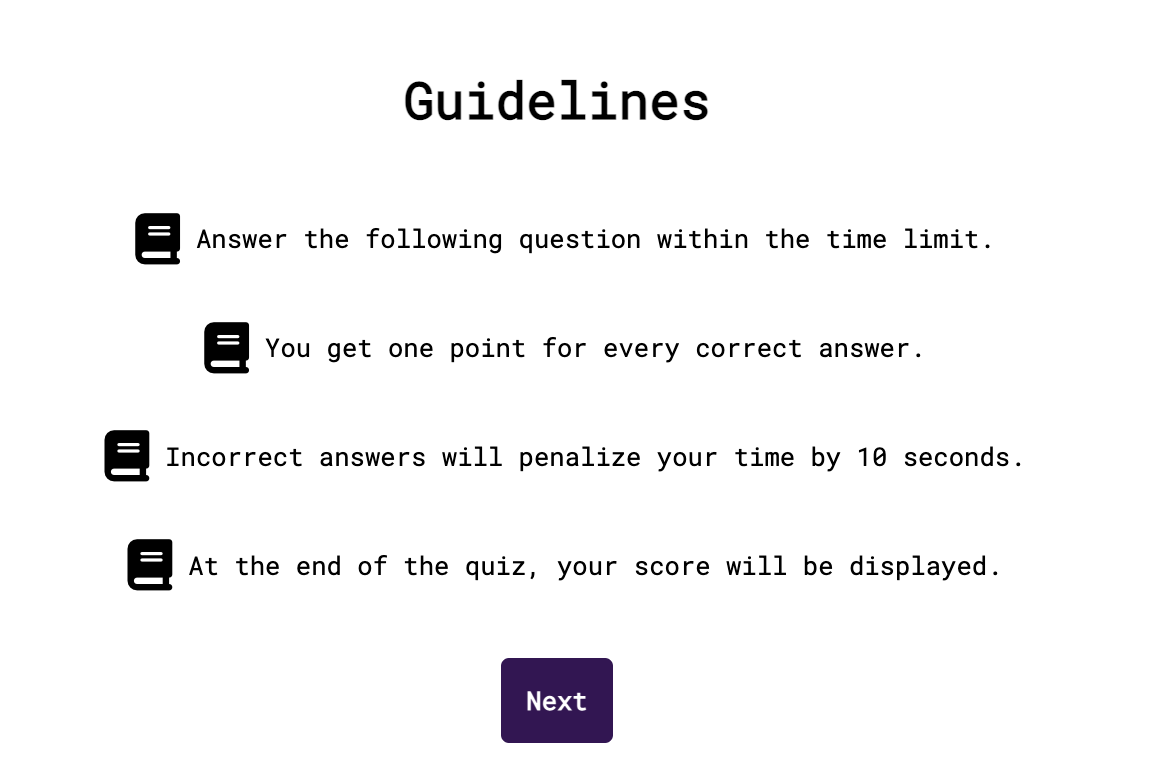 Guidelines
Answer the following question within the time limit.
You get one point for every correct answer.
Incorrect answers will penalize your time by 10 seconds.
At the end of the quiz, your score will be displayed.
Next